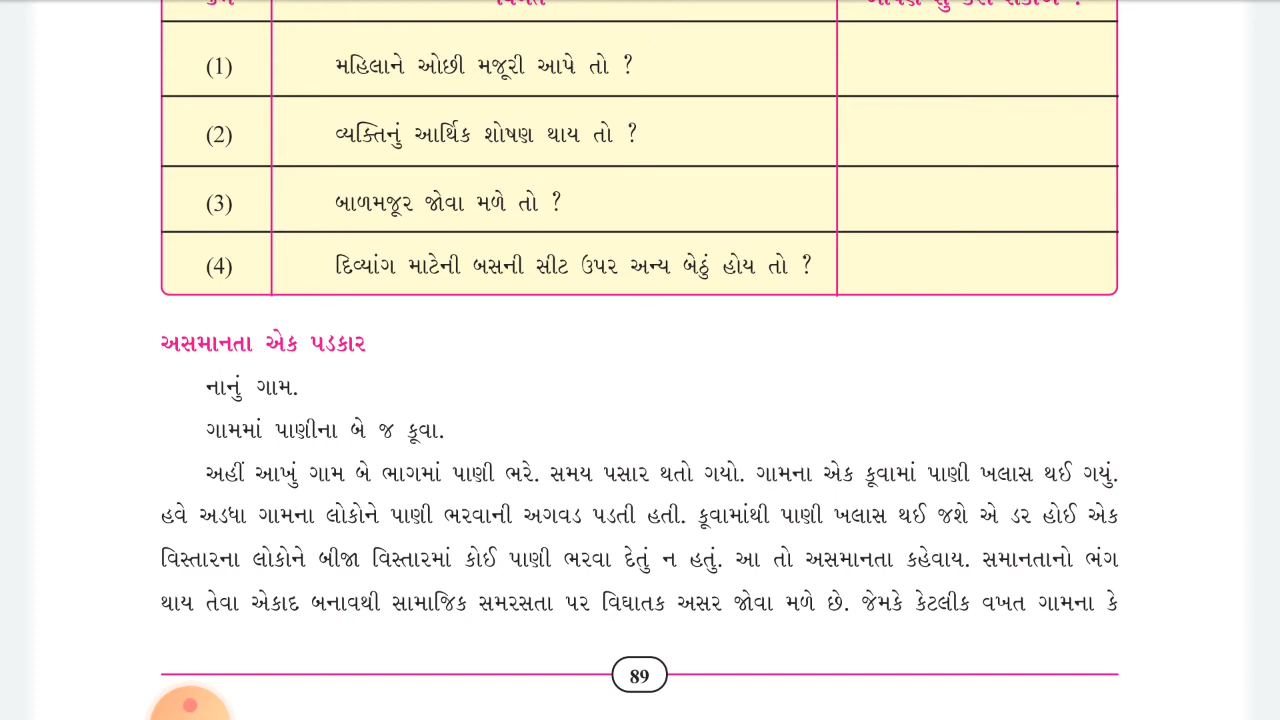 (1) મહિલાને ઓછી મજૂરી આપે તો ?
(2) વ્યક્તિનું આર્થિક શોષણ થાય તો ?
(3) બાળમજૂર જોવા મળે તો ?
(4) દિવ્યાંગ માટેની બસની સીટ ઉપર અન્ય બેઠું હોય તો ?
અસમાનતા એક પડકાર
નાનું ગામ.
ગામમાં પાણીના બે જ કૂવા.
અહીં આખું ગામ બે ભાગમાં પાણી ભરે. સમય પસાર થતો ગયો. ગામના એક કૂવામાં પાણી ખલાસ થઈ ગયું.
હવે અડધા ગામના લોકોને પાણી ભરવાની અગવડ પડતી હતી. કૂવામાંથી પાણી ખલાસ થઈ જશે એ ડર હોઈ એક
વિસ્તારના લોકોને બીજા વિસ્તારમાં કોઈ પાણી ભરવા દેતું ન હતું. આ તો અસમાનતા કહેવાય. સમાનતાનો ભંગ
થાય તેવા એકાદ બનાવથી સામાજિક સમરસતા પર વિઘાતક અસર જોવા મળે છે. જેમકે કેટલીક વખત ગામના કે
89